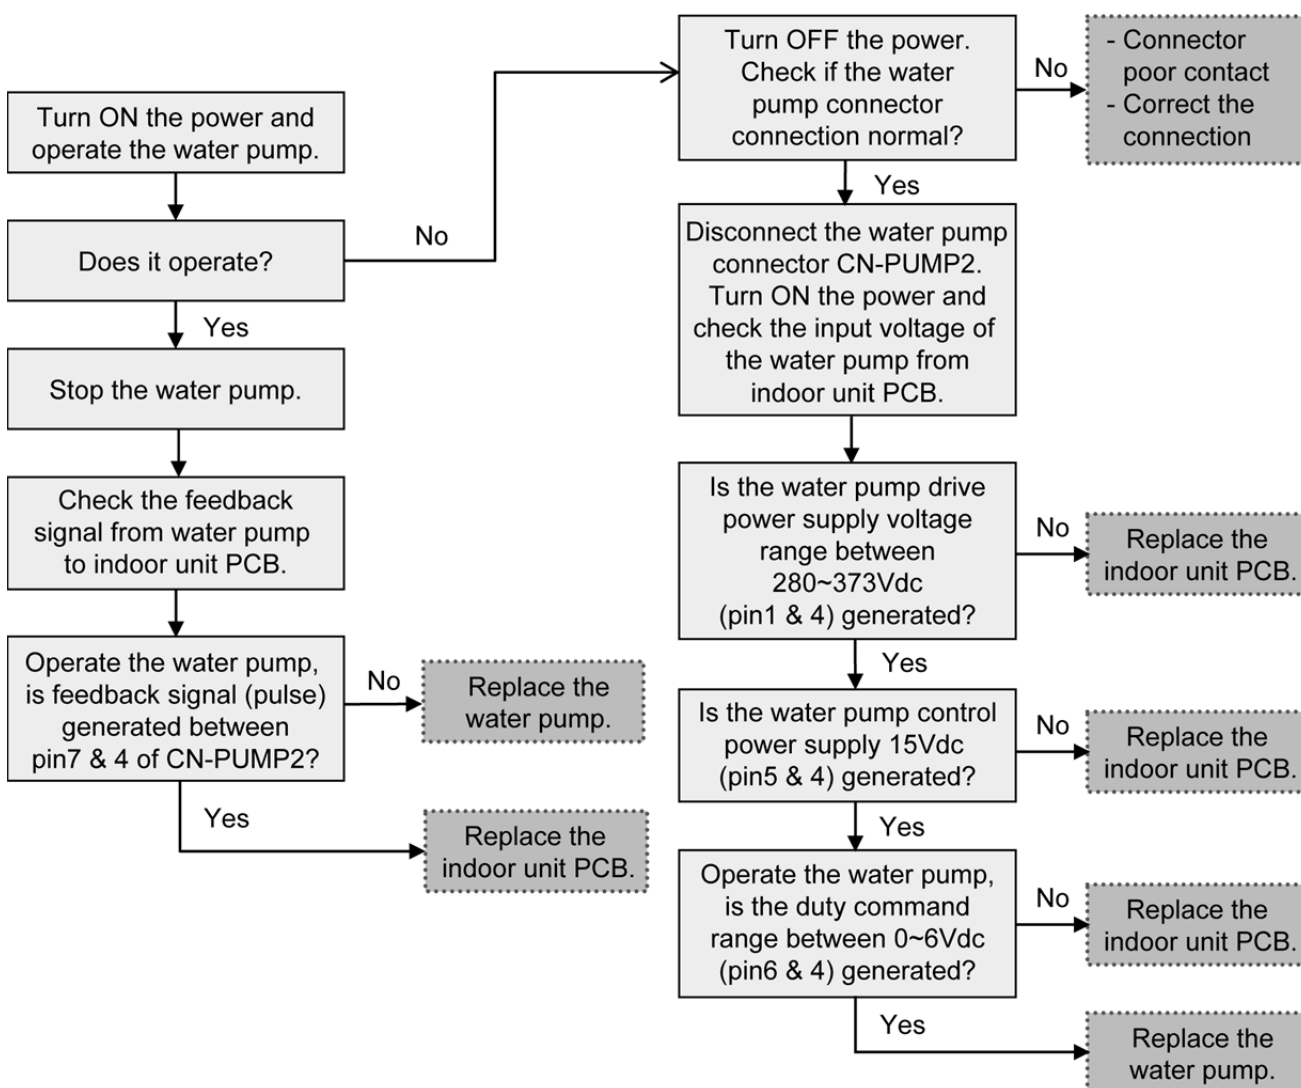 Turn ON the power and
operate the water pump.
Does it operate?
No
Yes
Stop the water pump.
Check the feedback
signal from water pump
to indoor unit PCB.
Operate the water pump,
is feedback signal (pulse)
generated between
pin7 & 4 of CN-PUMP2?
No
Replace the
water pump.
Yes
Replace the
indoor unit PCB.
Turn OFF the power.
Check if the water
pump connector
connection normal?
No
- Connector
poor contact
- Correct the
connection
Yes
Disconnect the water pump
connector CN-PUMP2.
Turn ON the power and
check the input voltage of
the water pump from
indoor unit PCB.
Is the water pump drive
power supply voltage
range between
280~373Vdc
(pin1 & 4) generated?
No
Replace the
indoor unit PCB.
Yes
Is the water pump control
power supply 15Vdc
(pin5 & 4) generated?
No
Replace the
indoor unit PCB.
Yes
Operate the water pump,
is the duty command
range between 0~6Vdc
(pin6 & 4) generated?
No
Replace the
indoor unit PCB.
Yes
Replace the
water pump.